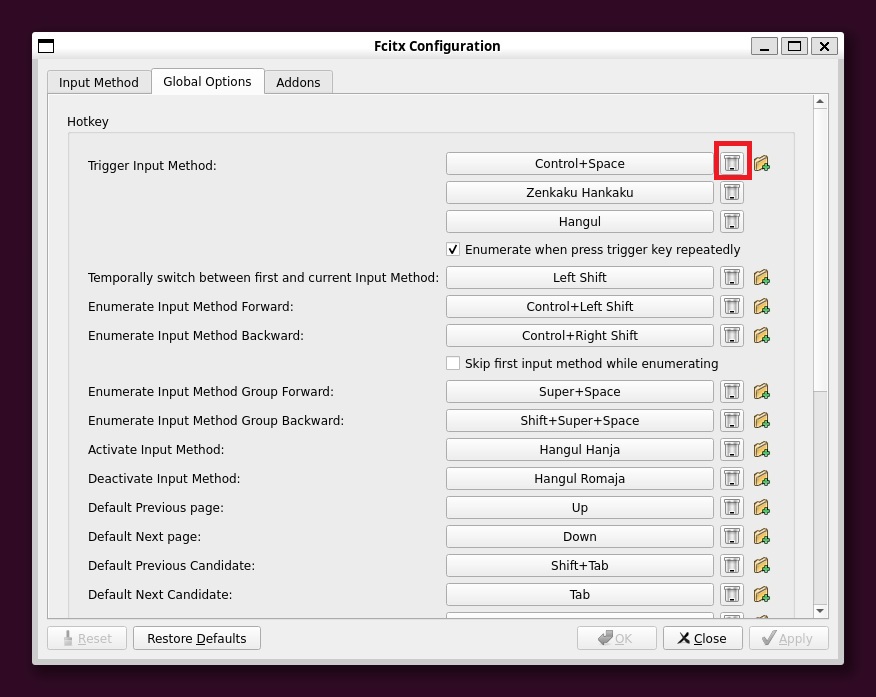 Fcitx Configuration
Input Method Global Options Addons
Hotkey
Trigger Input Method: Control+Space
Zenkaku Hankaku
Hangul
Enumerate when press trigger key repeatedly
Temporally switch between first and current Input Method: Left Shift
Enumerate Input Method Forward: Control+Left Shift
Enumerate Input Method Backward: Control+Right Shift
Skip first input method while enumerating
Enumerate Input Method Group Forward: Super+Space
Enumerate Input Method Group Backward: Shift+Super+Space
Activate Input Method: Hangul Hanja
Deactivate Input Method: Hangul Romaja
Default Previous page: Up
Default Next page: Down
Default Previous Candidate: Shift+Tab
Default Next Candidate: Tab
Reset Restore Defaults OK Close Apply